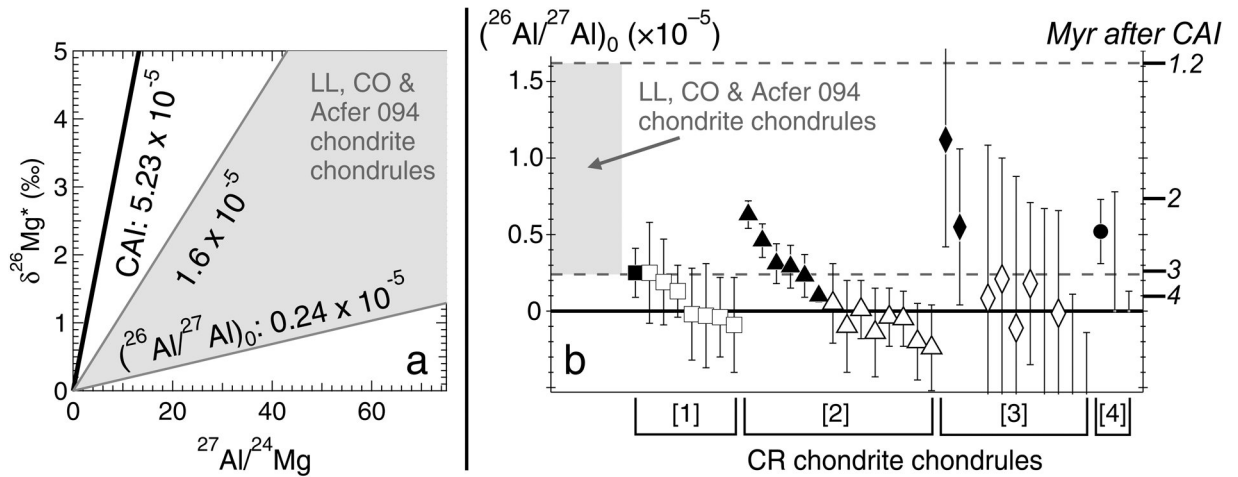 5
4
3
2
1
0
δ²⁶Mg* (‰)
CAI: 5.23 x 10⁻⁵
1.6 x 10⁻⁵
(²⁶Al/²⁷Al)₀: 0.24 x 10⁻⁵
LL, CO &
Acfer 094
chondrite
chondrules
a
0 20 40 60
²⁷Al/²⁴Mg
(²⁶Al/²⁷Al)₀ (×10⁻⁵)
Myr after CAI
1.5
1.0
0.5
0
LL, CO & Acfer 094
chondrite chondrules
1.2
2
3
4
b
[1] [2] [3] [4]
CR chondrite chondrules